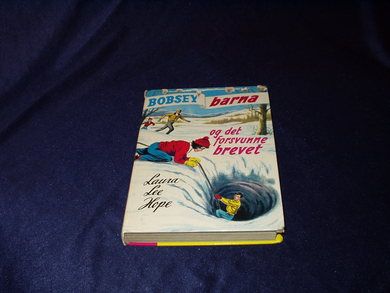 BOBSEY barna
og det
forsvunne
brevet
Laura
Lee
Hope